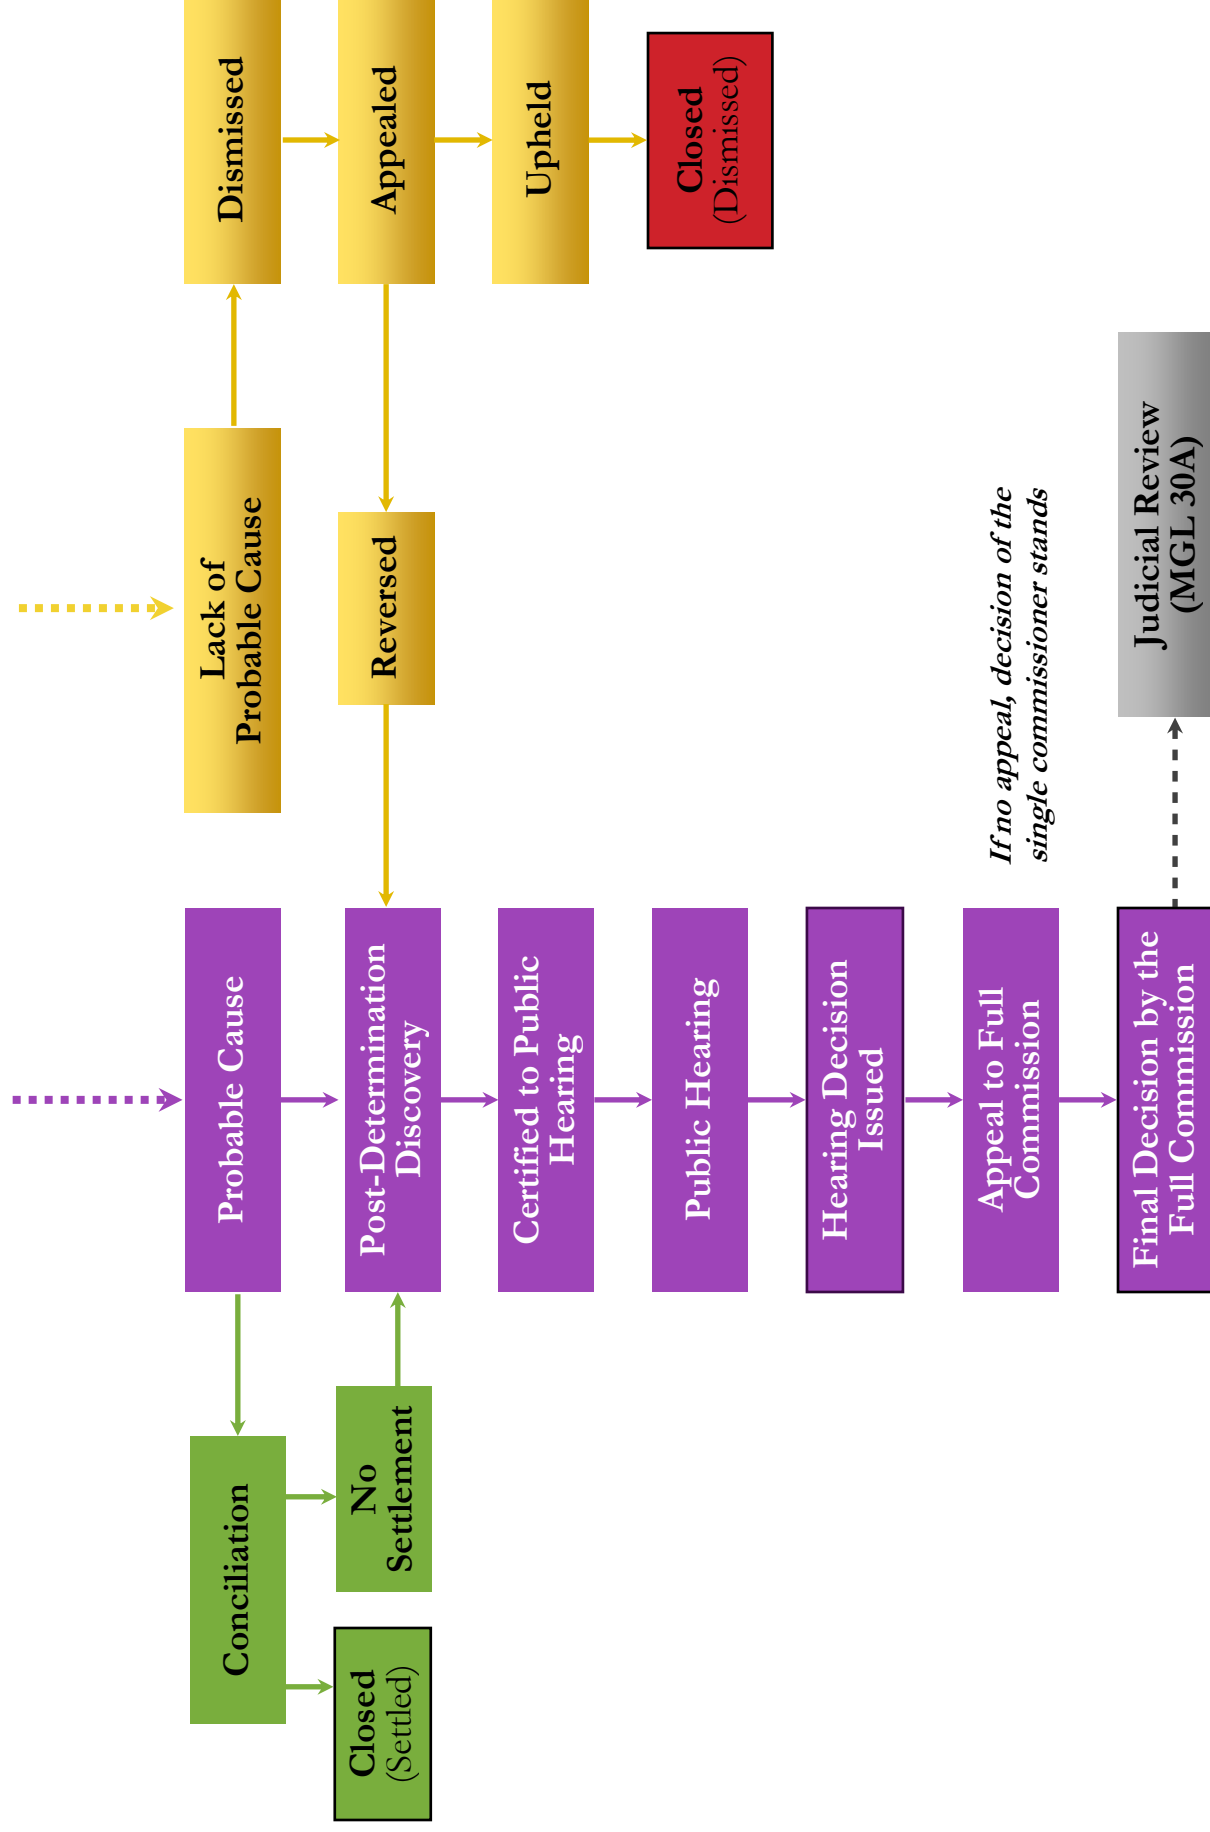 Conciliation
Closed
(Settled)
No
Settlement
Probable Cause
Post-Determination
Discovery
Certified to Public
Hearing
Public Hearing
Hearing Decision
Issued
Appeal to Full
Commission
Final Decision by the
Full Commission
If no appeal, decision of the
single commissioner stands
Judicial Review
(MGL 30A)
Lack of
Probable Cause
Reversed
Dismissed
Appealed
Upheld
Closed
(Dismissed)